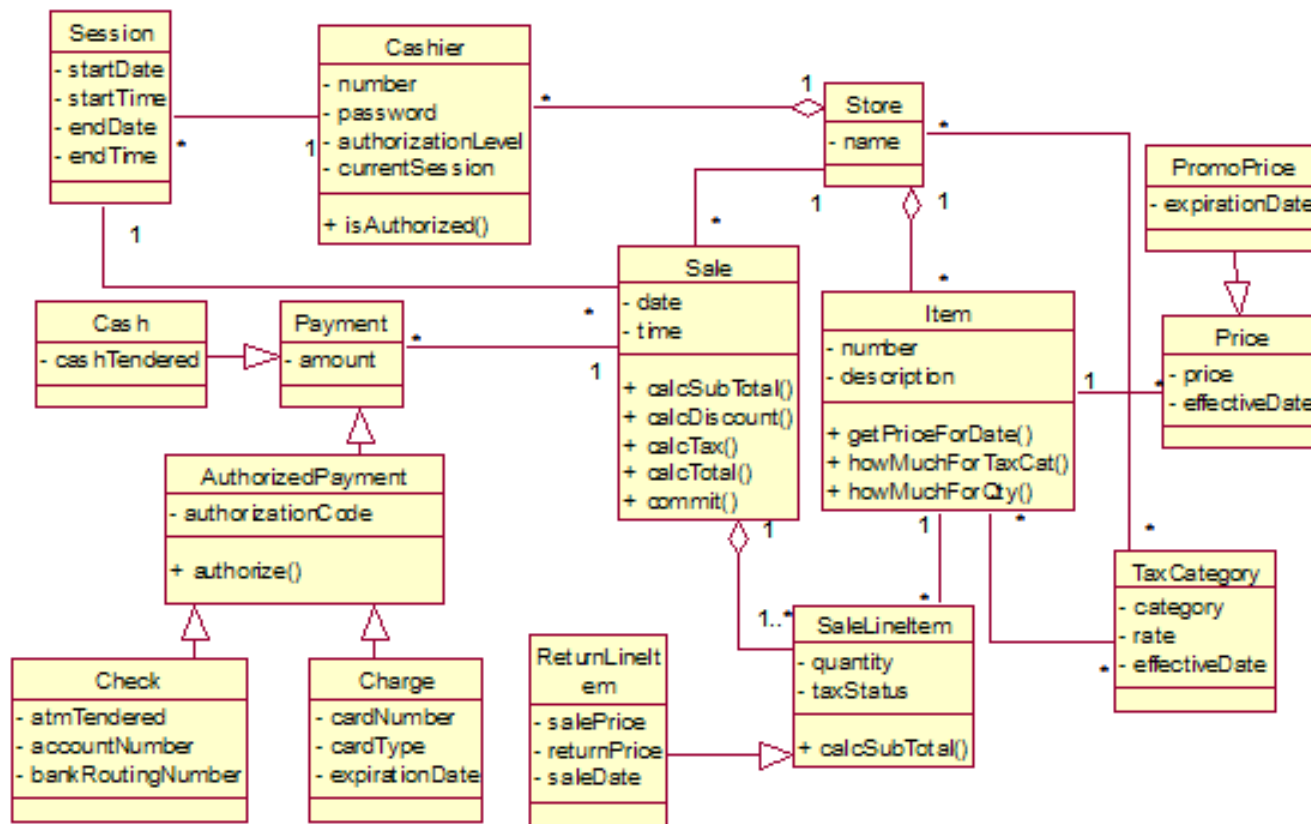 Session
- startDate
- startTime
- endDate
- endTime
1
*
1
Cashier
- number
- password
- authorizationLevel
- currentSession
+ isAuthorized()
*
1
Store
- name
*
1
1
*
PromoPrice
- expirationDate
Cash
- cashTendered
Payment
- amount
*
*
1
Sale
- date
- time
+ calcSubTotal()
+ calcDiscount()
+ calcTax()
+ calcTotal()
+ commit()
1
*
Item
- number
- description
+ getPriceForDate()
+ howMuchForTaxCat()
+ howMuchForQty()
1
*
1
*
Price
- price
- effectiveDate
AuthorizedPayment
- authorizationCode
+ authorize()
*
TaxCategory
- category
- rate
- effectiveDate
*
Check
- atmTendered
- accountNumber
- bankRoutingNumber
Charge
- cardNumber
- cardType
- expirationDate
ReturnLineIt
em
- salePrice
- returnPrice
- saleDate
1..*
*
SaleLineItem
- quantity
- taxStatus
+ calcSubTotal()